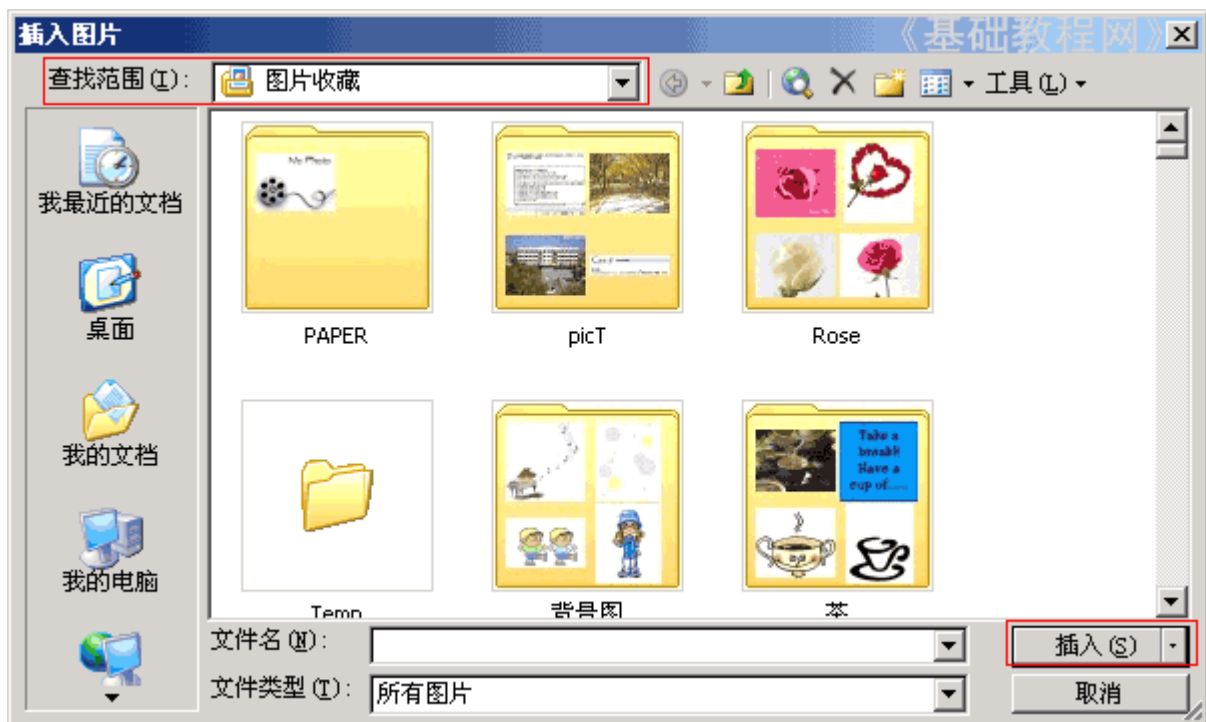 插入图片
《基础教程网》
查找范围(I): 图片收藏
工具(L)
我最近的文档
桌面
我的文档
我的电脑
My Photo
PAPER
picT
Rose
Take a
break!!
Have a
cup of......
Temp
背景图
茶
文件名(N):
插入(S)
文件类型(T): 所有图片
取消